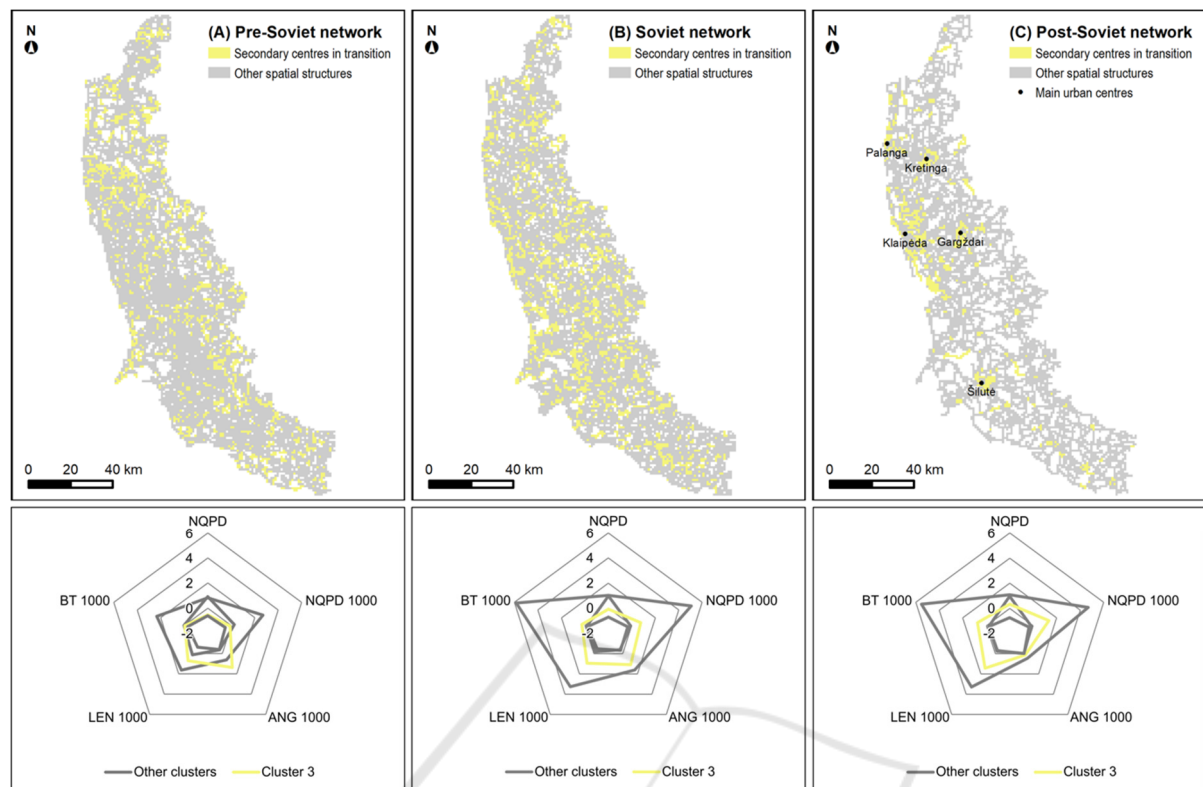 N
(A) Pre-Soviet network
Secondary centres in transition
Other spatial structures
0 20 40 km
N
(B) Soviet network
Secondary centres in transition
Other spatial structures
0 20 40 km
N
(C) Post-Soviet network
Secondary centres in transition
Other spatial structures
Main urban centres
Palanga
Kretinga
Klaipėda
Gargždai
Šilutė
0 20 40 km
NQPD
6
4
2
0
-2
BT 1000
NQPD 1000
LEN 1000
ANG 1000
Other clusters
Cluster 3
NQPD
6
4
2
0
-2
BT 1000
NQPD 1000
LEN 1000
ANG 1000
Other clusters
Cluster 3
NQPD
6
4
2
0
-2
BT 1000
NQPD 1000
LEN 1000
ANG 1000
Other clusters
Cluster 3